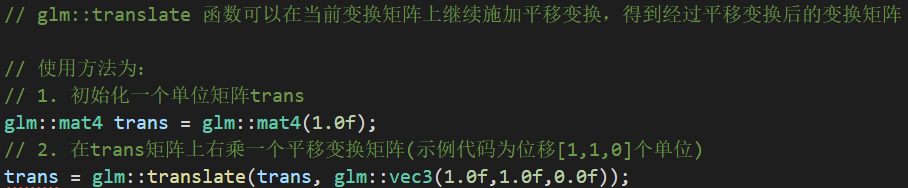 // glm::translate 函数可以在当前变换矩阵上继续施加平移变换，得到经过平移变换后的变换矩阵
// 使用方法为：
// 1. 初始化一个单位矩阵trans
glm::mat4 trans = glm::mat4(1.0f);
// 2. 在trans矩阵上右乘一个平移变换矩阵(示例代码为位移[1,1,0]个单位)
trans = glm::translate(trans, glm::vec3(1.0f,1.0f,0.0f));